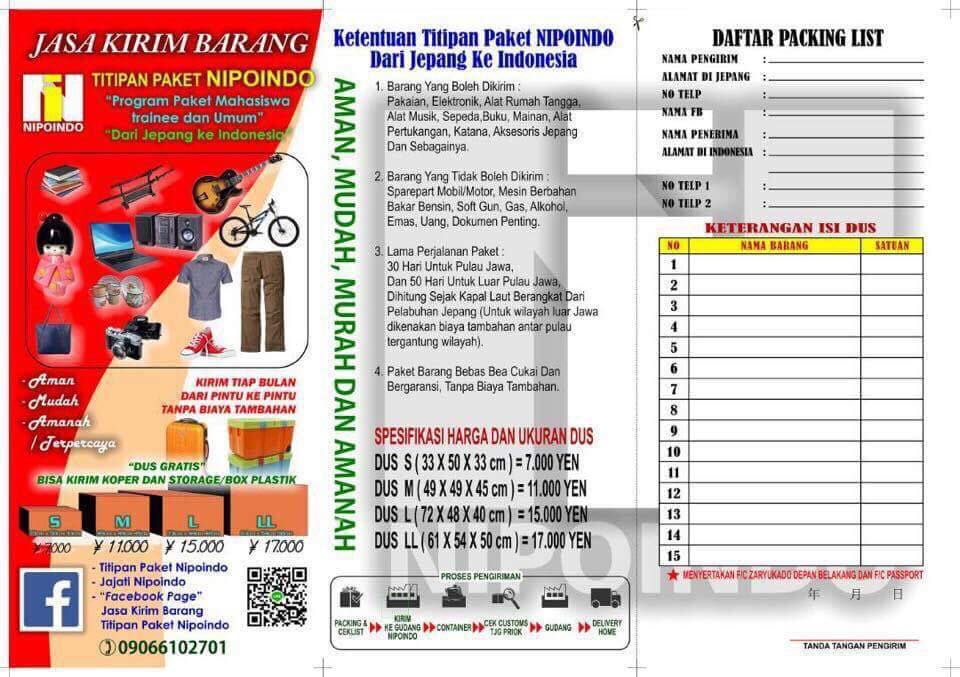 JASA KIRIM BARANG
NIPOINDO
TITIPAN PAKET NIPOINDO
"Program Paket Mahasiswa
trainee dan Umum"
"Dari Jepang ke Indonesia"
- Aman
- Mudah
- Amanah
/ Terpercaya
KIRIM TIAP BULAN
DARI PINTU KE PINTU
TANPA BIAYA TAMBAHAN
"DUS GRATIS"
BISA KIRIM KOPER DAN STORAGE/BOX PLASTIK
S M L LL
¥ 7.000 ¥ 11.000 ¥ 15.000 ¥ 17.000
- Titipan Paket Nipoindo
- Jajati Nipoindo
- "Facebook Page"
Jasa Kirim Barang
Titipan Paket Nipoindo
09066102701
Ketentuan Titipan Paket NIPOINDO
Dari Jepang Ke Indonesia
AMAN, MUDAH, MURAH DAN AMANAH
1. Barang Yang Boleh Dikirim :
Pakaian, Elektronik, Alat Rumah Tangga,
Alat Musik, Sepeda,Buku, Mainan, Alat
Pertukangan, Katana, Aksesoris Jepang
Dan Sebagainya.
2. Barang Yang Tidak Boleh Dikirim :
Sparepart Mobil/Motor, Mesin Berbahan
Bakar Bensin, Soft Gun, Gas, Alkohol,
Emas, Uang, Dokumen Penting.
3. Lama Perjalanan Paket :
30 Hari Untuk Pulau Jawa,
Dan 50 Hari Untuk Luar Pulau Jawa,
Dihitung Sejak Kapal Laut Berangkat Dari
Pelabuhan Jepang (Untuk wilayah luar Jawa
dikenakan biaya tambahan antar pulau
tergantung wilayah).
4. Paket Barang Bebas Bea Cukai Dan
Bergaransi, Tanpa Biaya Tambahan.
SPESIFIKASI HARGA DAN UKURAN DUS
DUS S ( 33 X 50 X 33 cm ) = 7.000 YEN
DUS M ( 49 X 49 X 45 cm ) = 11.000 YEN
DUS L ( 72 X 48 X 40 cm ) = 15.000 YEN
DUS LL ( 61 X 54 X 50 cm ) = 17.000 YEN
NIPOINDO
PROSES PENGIRIMAN
PACKING &
CEKLIST
KIRIM
KE GUDANG
NIPOINDO
CONTAINER
CEK CUSTOMS
TJG PRIOK
GUDANG
DELIVERY
HOME
DAFTAR PACKING LIST
NAMA PENGIRIM :
ALAMAT DI JEPANG :
NO TELP :
NAMA FB :
NAMA PENERIMA :
ALAMAT DI INDONESIA :
NO TELP 1 :
NO TELP 2 :
KETERANGAN ISI DUS
NO NAMA BARANG SATUAN
1
2
3
4
5
6
7
8
9
10
11
12
13
14
15
★ MENYERTAKAN F/C ZARYUKADO DEPAN BELAKANG DAN F/C PASSPORT
年 月 日
TANDA TANGAN PENGIRIM